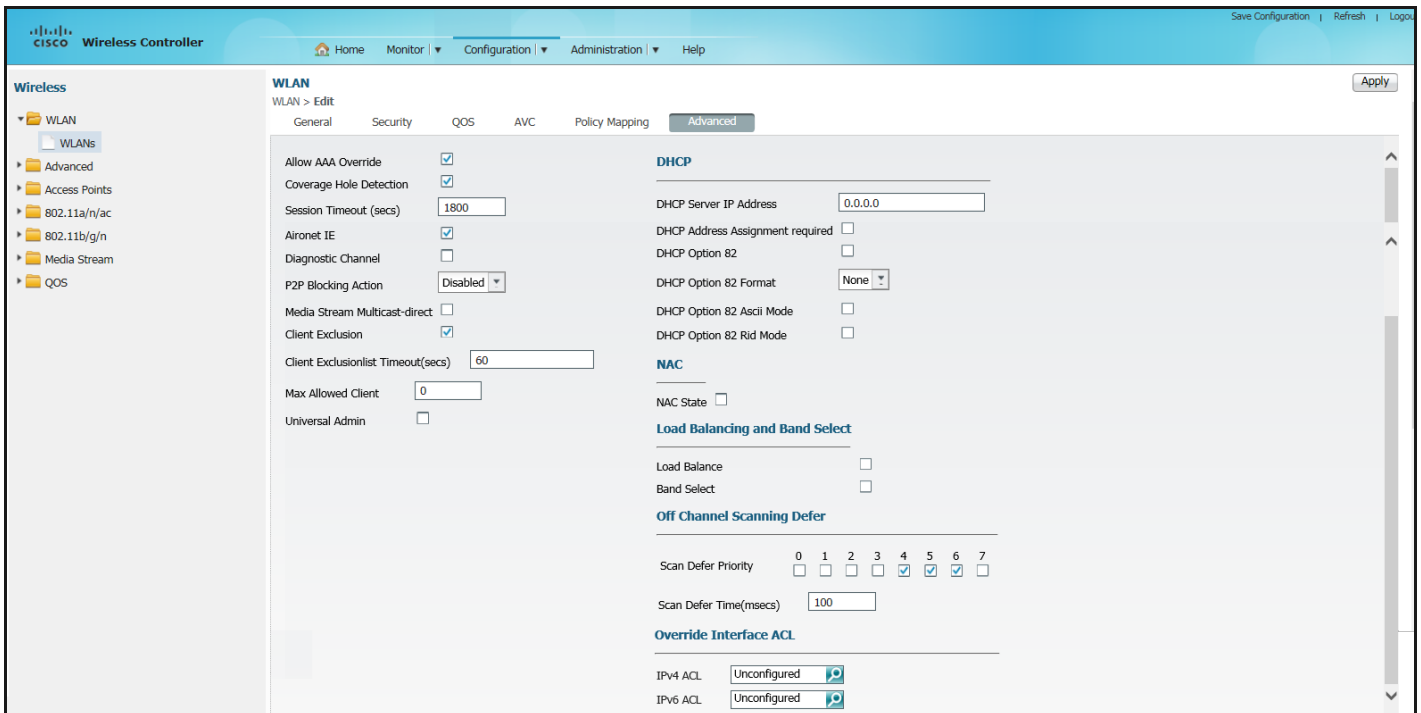 Save Configuration | Refresh | Logou
CISCO Wireless Controller
Home Monitor Configuration Administration Help
Wireless
WLAN
WLANs
Advanced
Access Points
802.11a/n/ac
802.11b/g/n
Media Stream
QOS
WLAN
Apply
WLAN > Edit
General Security QOS AVC Policy Mapping Advanced
Allow AAA Override
Coverage Hole Detection
Session Timeout (secs) 1800
Aironet IE
Diagnostic Channel
P2P Blocking Action Disabled
Media Stream Multicast-direct
Client Exclusion
Client Exclusionlist Timeout(secs) 60
Max Allowed Client 0
Universal Admin
DHCP
DHCP Server IP Address 0.0.0.0
DHCP Address Assignment required
DHCP Option 82
DHCP Option 82 Format None
DHCP Option 82 Ascii Mode
DHCP Option 82 Rid Mode
NAC
NAC State
Load Balancing and Band Select
Load Balance
Band Select
Off Channel Scanning Defer
0 1 2 3 4 5 6 7
Scan Defer Priority
Scan Defer Time(msecs) 100
Override Interface ACL
IPv4 ACL Unconfigured
IPv6 ACL Unconfigured